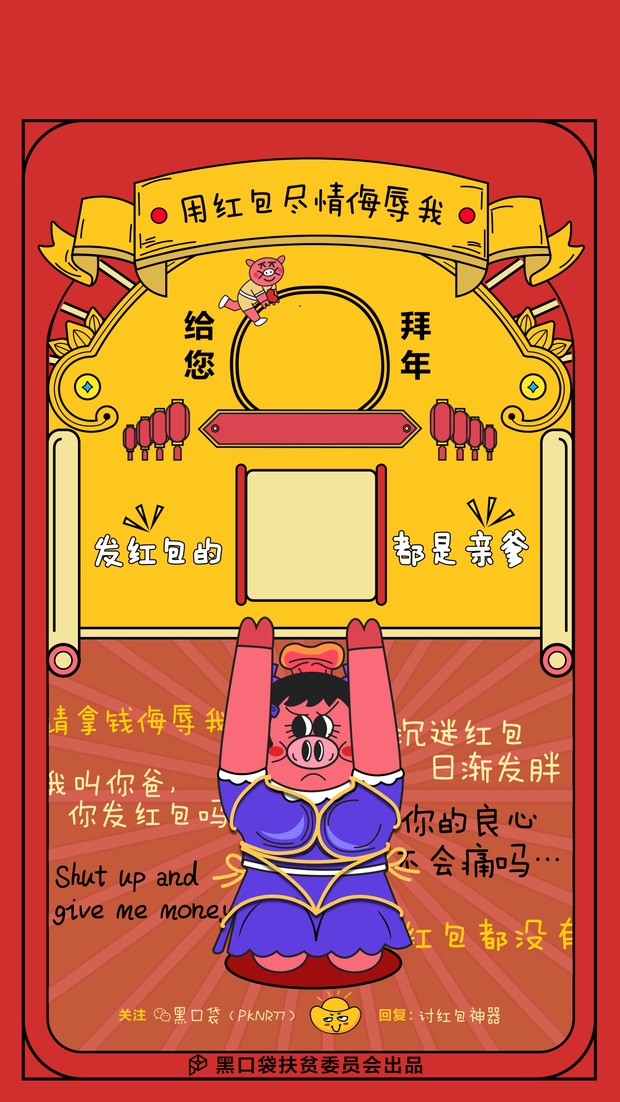 用红包尽情侮辱我
给您
拜年
发红包的
都是亲爹
请拿钱侮辱我
沉迷红包
日渐发胖
我叫你爸，
你发红包吗
你的良心
不会痛吗…
Shut up and
give me money
红包都没有
关注 黑口袋（PKNR77）
回复：讨红包神器
黑口袋扶贫委员会出品